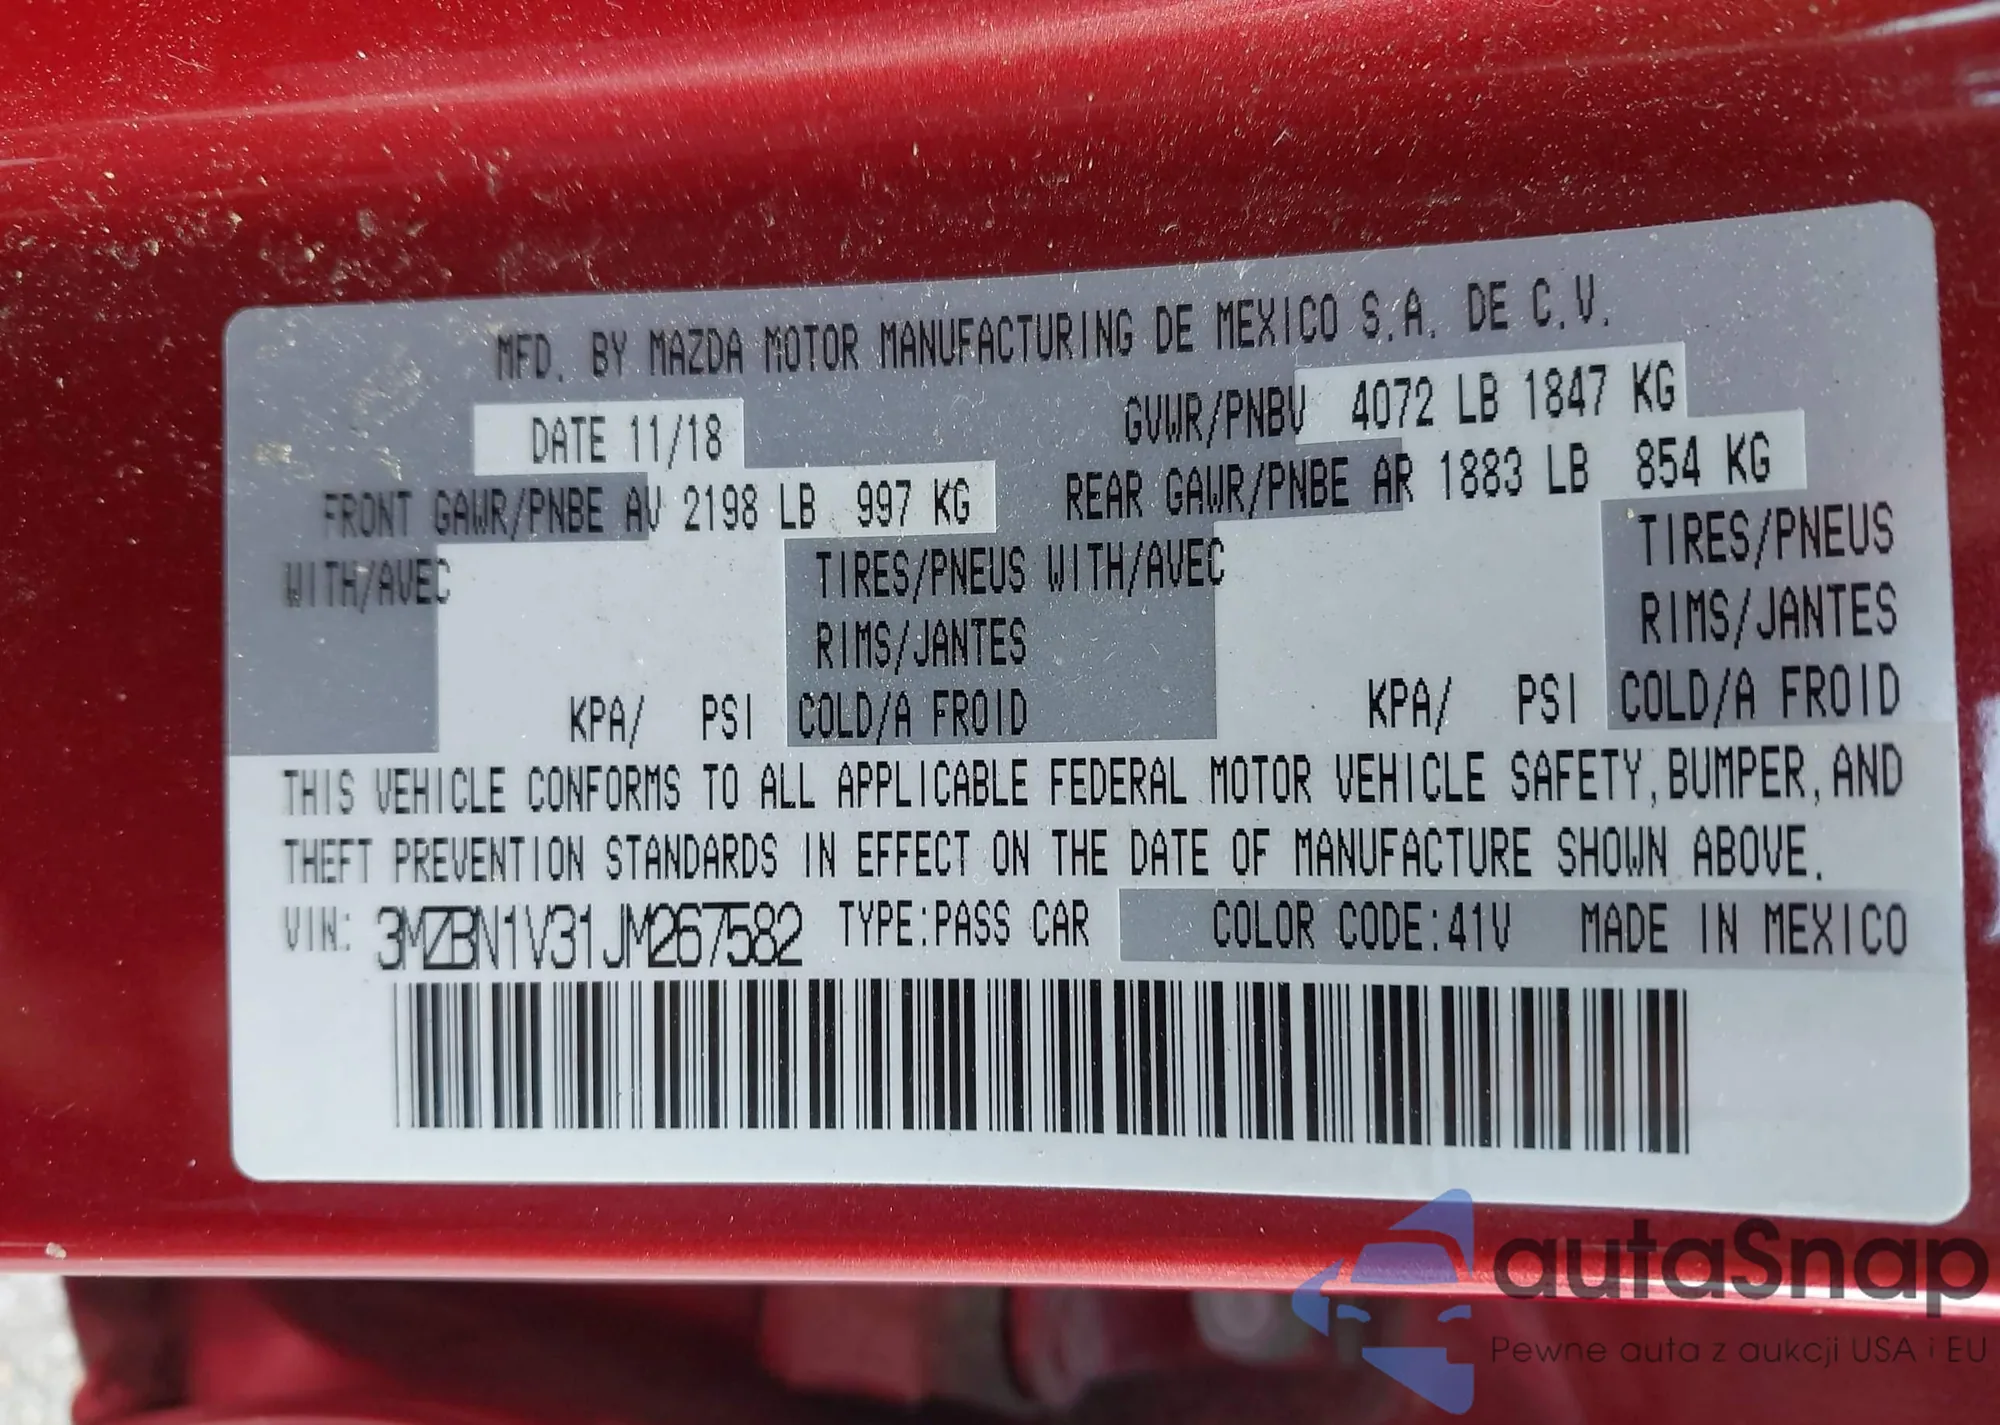 MFD. BY MAZDA MOTOR MANUFACTURING DE MEXICO S.A. DE C.V.
DATE 11/18 GVWR/PNBV 4072 LB 1847 KG
FRONT GAWR/PNBE AV 2198 LB 997 KG REAR GAWR/PNBE AR 1883 LB 854 KG
WITH/AVEC TIRES/PNEUS WITH/AVEC TIRES/PNEUS
RIMS/JANTES RIMS/JANTES
KPA/ PSI COLD/A FROID KPA/ PSI COLD/A FROID
THIS VEHICLE CONFORMS TO ALL APPLICABLE FEDERAL MOTOR VEHICLE SAFETY, BUMPER, AND
THEFT PREVENTION STANDARDS IN EFFECT ON THE DATE OF MANUFACTURE SHOWN ABOVE.
VIN: 3MZBN1V31JM267582 TYPE:PASS CAR COLOR CODE:41V MADE IN MEXICO
autaSnap
Pewne auta z aukcji USA i EU